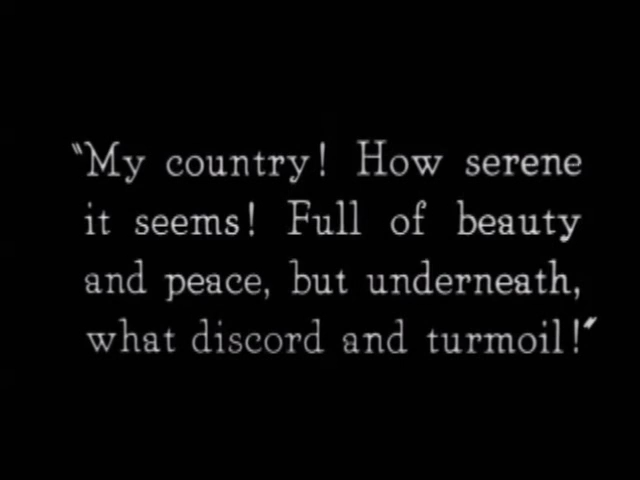 "My country! How serene
it seems! Full of beauty
and peace, but underneath,
what discord and turmoil!"